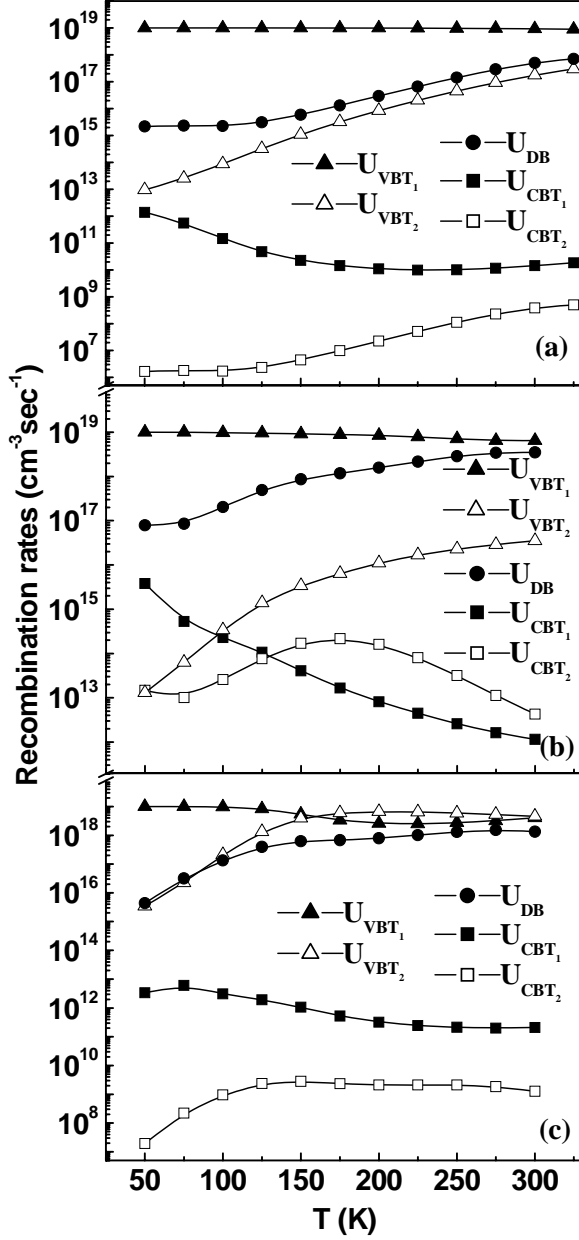 Recombination rates (cm⁻³sec⁻¹)
10¹⁹
10¹⁷
10¹⁵
10¹³
10¹¹
10⁹
10⁷
U_VBT₁
U_VBT₂
U_DB
U_CBT₁
U_CBT₂
(a)
10¹⁹
10¹⁷
10¹⁵
10¹³
U_VBT₁
U_VBT₂
U_DB
U_CBT₁
U_CBT₂
(b)
10¹⁸
10¹⁶
10¹⁴
10¹²
10¹⁰
10⁸
U_VBT₁
U_VBT₂
U_DB
U_CBT₁
U_CBT₂
(c)
50 100 150 200 250 300
T (K)